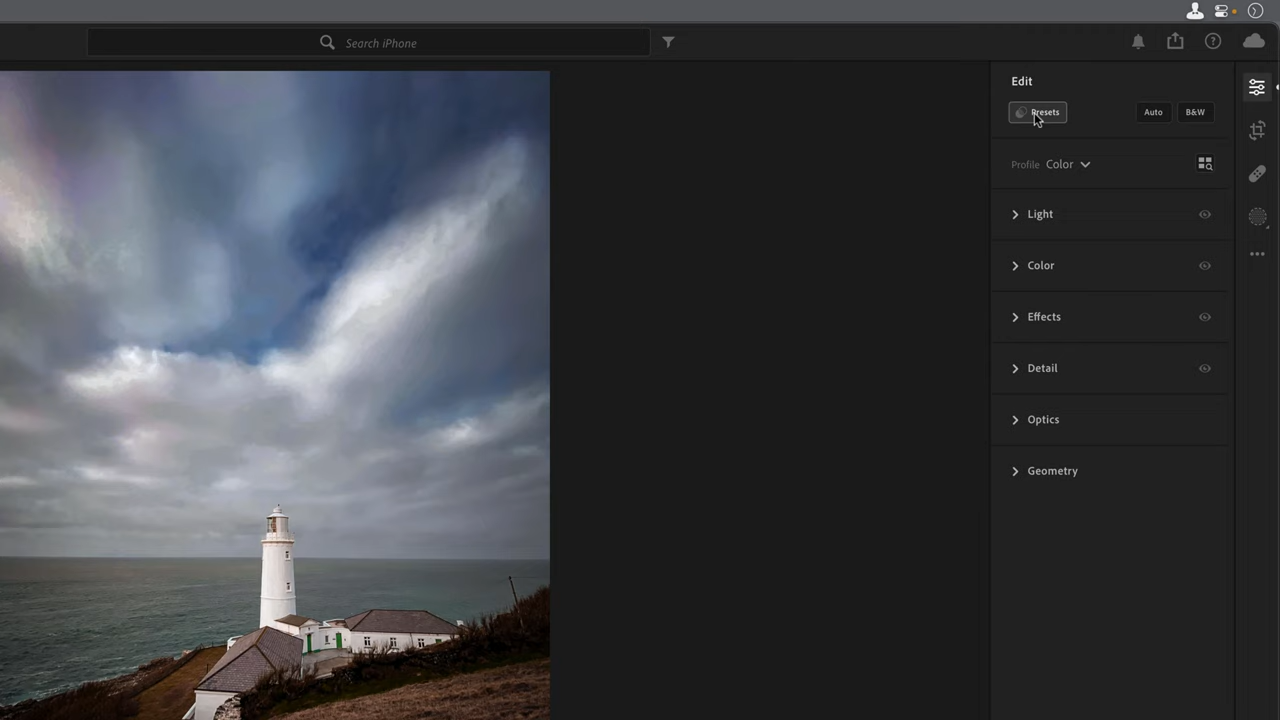 Search iPhone
Edit
Presets
Auto
B&W
Profile Color
Light
Color
Effects
Detail
Optics
Geometry